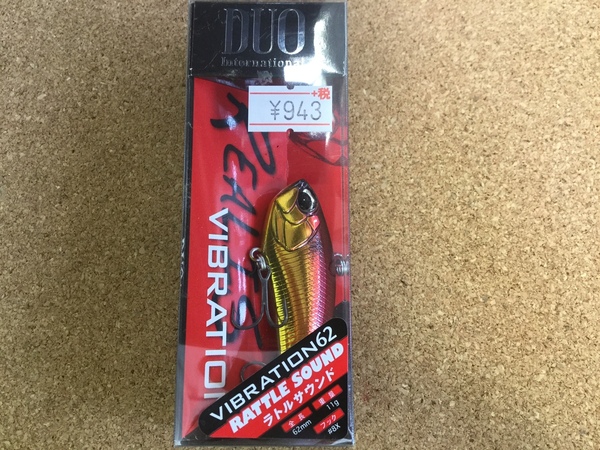 DUO
International
+税
¥943
REALIS
VIBRATION
VIBRATION62
RATTLE SOUND
ラトルサウンド
全長 重量
62mm 11g
フック
#8X